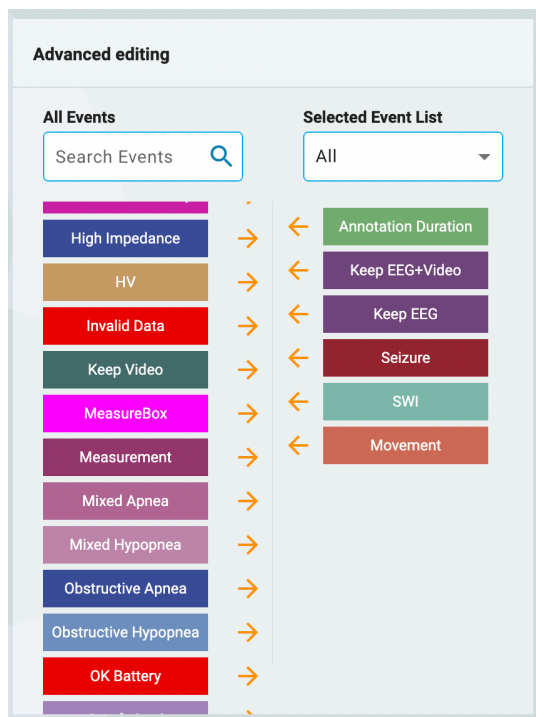 Advanced editing
All Events
Search Events
High Impedance
HV
Invalid Data
Keep Video
MeasureBox
Measurement
Mixed Apnea
Mixed Hypopnea
Obstructive Apnea
Obstructive Hypopnea
OK Battery
Selected Event List
All
Annotation Duration
Keep EEG+Video
Keep EEG
Seizure
SWI
Movement